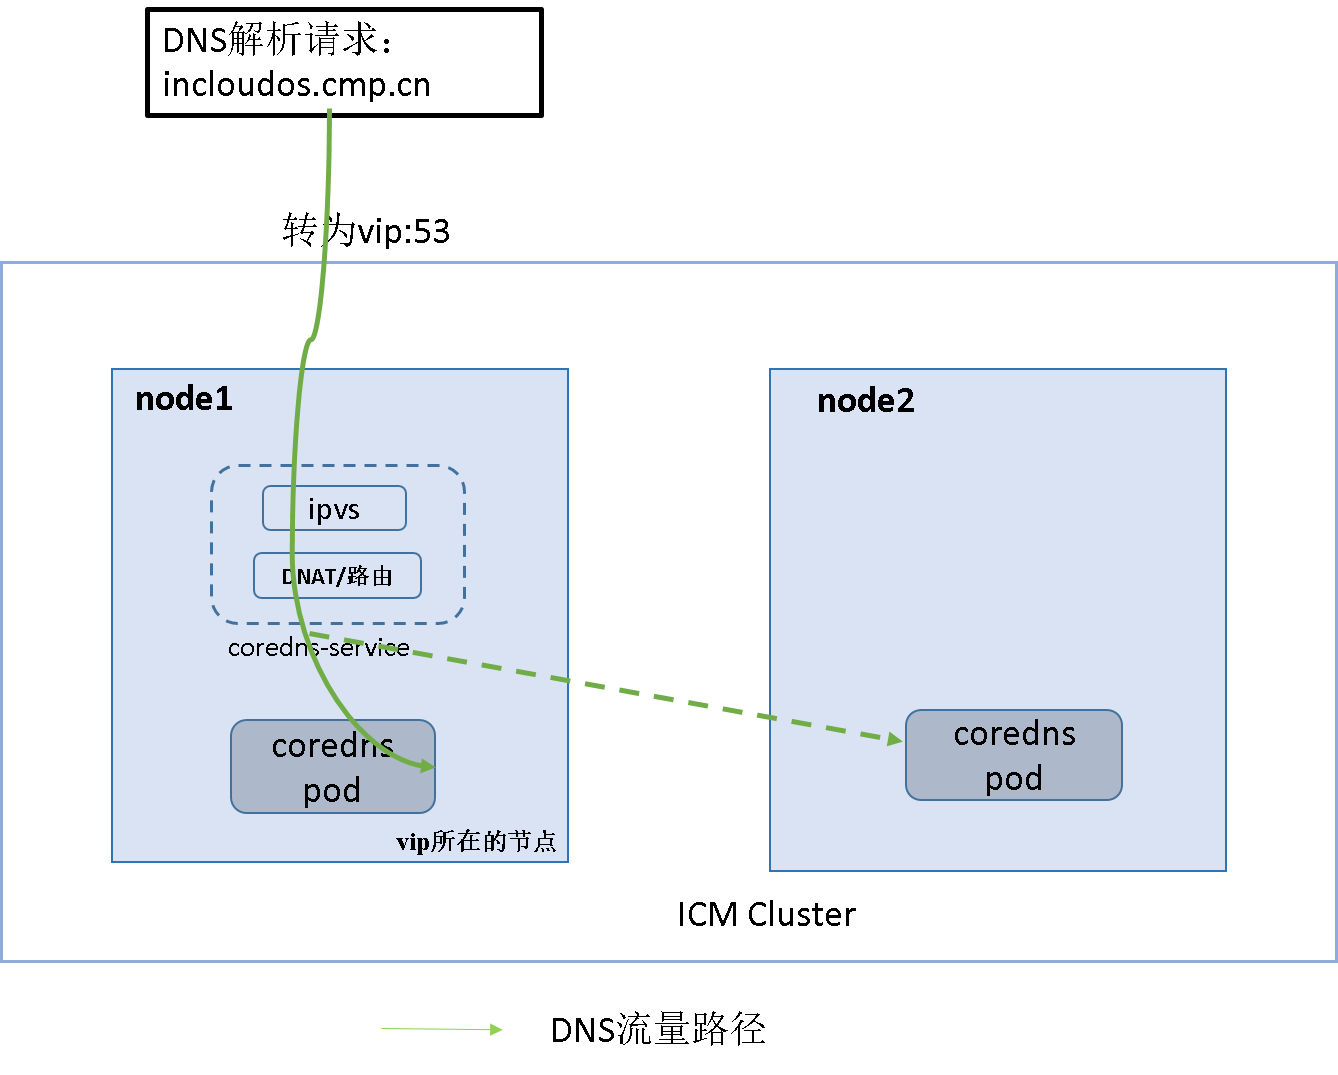 DNS解析请求：
incloudos.cmp.cn
转为vip:53
node1
node2
ipvs
DNAT/路由
coredns-service
coredns
pod
coredns
pod
vip所在的节点
ICM Cluster
DNS流量路径